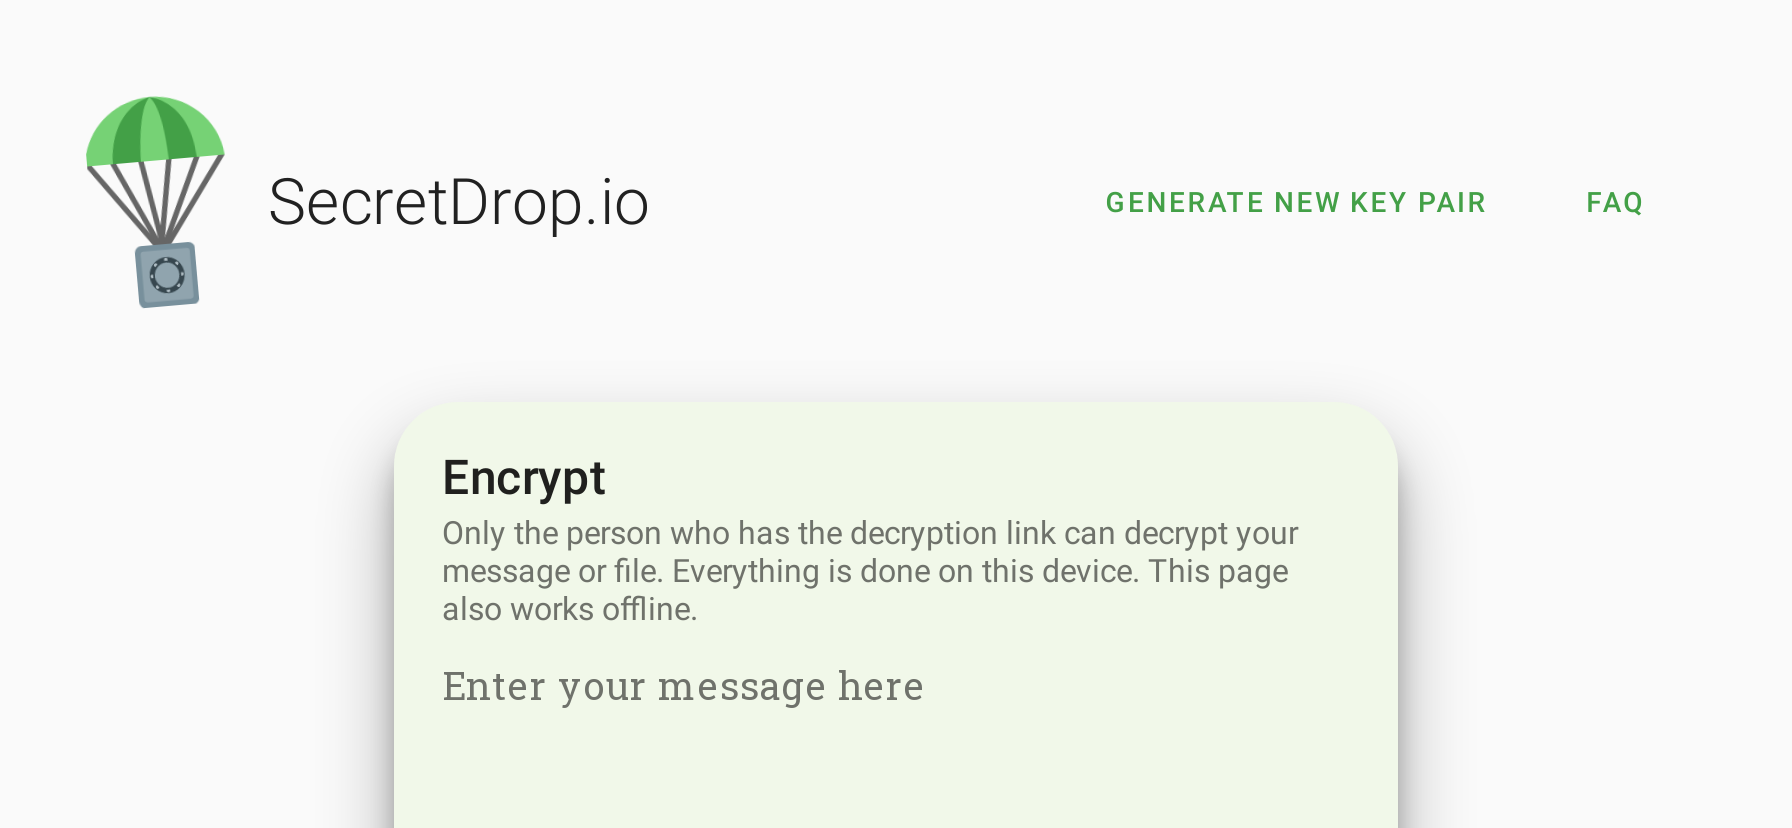 SecretDrop.io
GENERATE NEW KEY PAIR
FAQ
Encrypt
Only the person who has the decryption link can decrypt your
message or file. Everything is done on this device. This page
also works offline.
Enter your message here